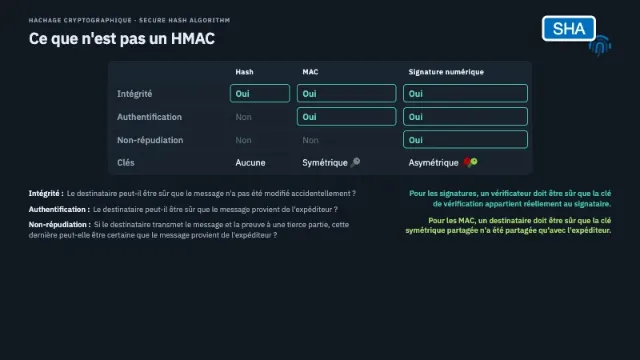 HACHAGE CRYPTOGRAPHIQUE - SECURE HASH ALGORITHM
Ce que n'est pas un HMAC
SHA
Hash MAC Signature numérique
Intégrité Oui Oui Oui
Authentification Non Oui Oui
Non-répudiation Non Non Oui
Clés Aucune Symétrique Asymétrique
Intégrité : Le destinataire peut-il être sûr que le message n'a pas été modifié accidentellement ?
Authentification : Le destinataire peut-il être sûr que le message provient de l'expéditeur ?
Non-répudiation : Si le destinataire transmet le message et la preuve à une tierce partie, cette
dernière peut-elle être certaine que le message provient de l'expéditeur ?
Pour les signatures, un vérificateur doit être sûr que la clé
de vérification appartient réellement au signataire.
Pour les MAC, un destinataire doit être sûr que la clé
symétrique partagée n'a été partagée qu'avec l'expéditeur.